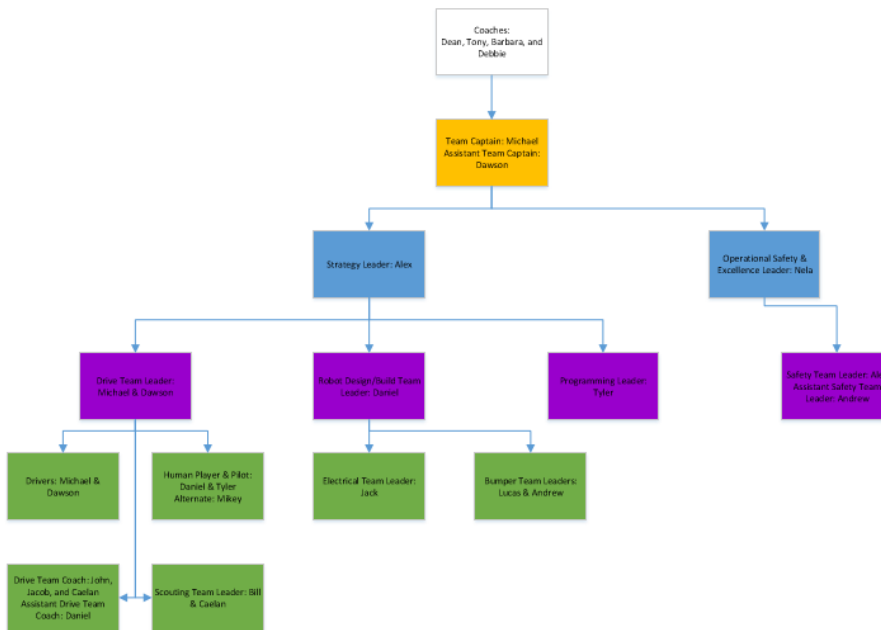 Coaches:
Dean, Tony, Barbara, and
Debbie
Team Captain: Michael
Assistant Team Captain:
Dawson
Strategy Leader: Alex
Operational Safety &
Excellence Leader: Nela
Drive Team Leader:
Michael & Dawson
Robot Design/Build Team
Leader: Daniel
Programming Leader:
Tyler
Safety Team Leader:
Assistant Safety Team
Leader: Andrew
Drivers: Michael &
Dawson
Human Player & Pilot:
Daniel & Tyler
Alternate: Mikey
Electrical Team Leader:
Jack
Bumper Team Leaders:
Lucas & Andrew
Drive Team Coach: John,
Jacob, and Caelan
Assistant Drive Team
Coach: Daniel
Scouting Team Leader: Bill
& Caelan